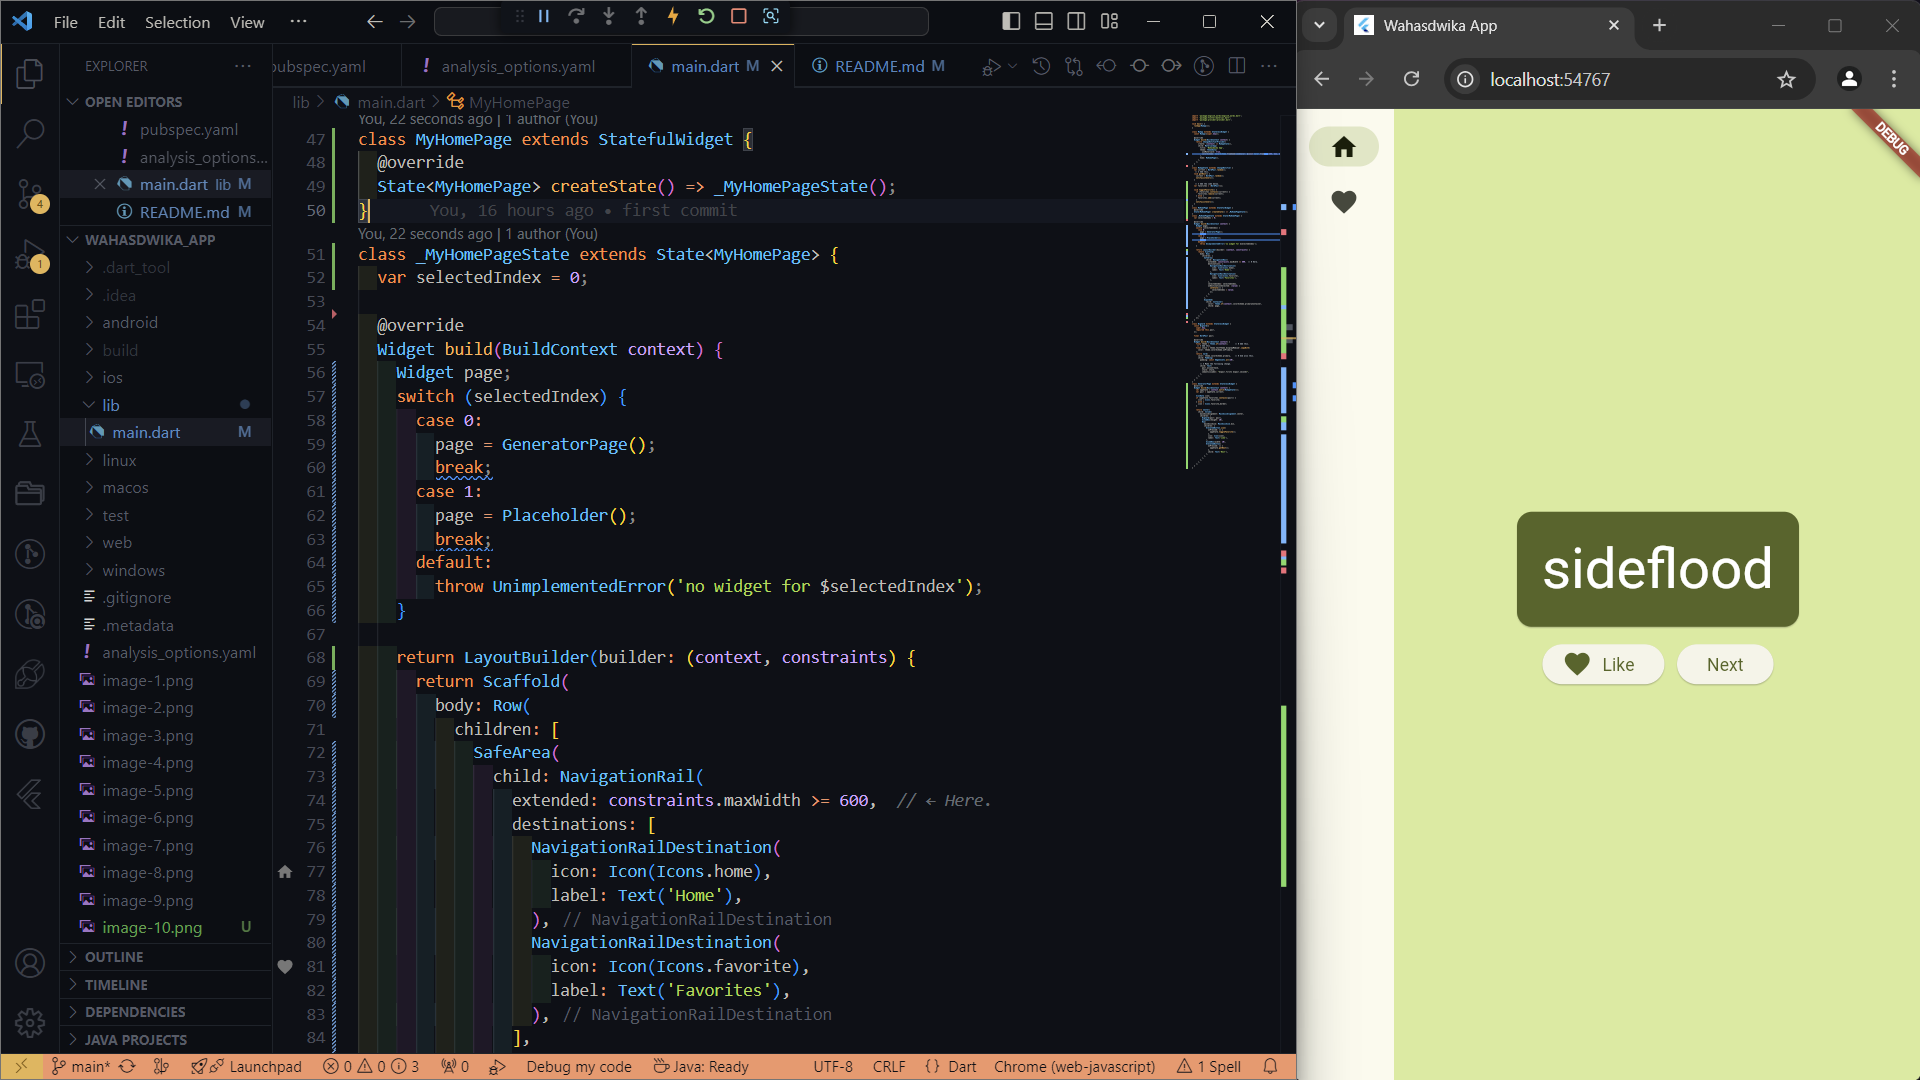 File Edit Selection View ···
EXPLORER
OPEN EDITORS
! pubspec.yaml
! analysis_options...
main.dart lib M
README.md M
WAHASDWIKA_APP
.dart_tool
.idea
android
build
ios
lib
main.dart M
linux
macos
test
web
windows
.gitignore
.metadata
! analysis_options.yaml
image-1.png
image-2.png
image-3.png
image-4.png
image-5.png
image-6.png
image-7.png
image-8.png
image-9.png
image-10.png U
OUTLINE
TIMELINE
DEPENDENCIES
JAVA PROJECTS
4
1
pubspec.yaml
! analysis_options.yaml
main.dart M
README.md M
lib > main.dart > MyHomePage
You, 22 seconds ago | 1 author (You)
47 class MyHomePage extends StatefulWidget {
48 @override
49 State<MyHomePage> createState() => _MyHomePageState();
50 } You, 16 hours ago • first commit
You, 22 seconds ago | 1 author (You)
51 class _MyHomePageState extends State<MyHomePage> {
52 var selectedIndex = 0;
53
54 @override
55 Widget build(BuildContext context) {
56 Widget page;
57 switch (selectedIndex) {
58 case 0:
59 page = GeneratorPage();
60 break;
61 case 1:
62 page = Placeholder();
63 break;
64 default:
65 throw UnimplementedError('no widget for $selectedIndex');
66 }
67
68 return LayoutBuilder(builder: (context, constraints) {
69 return Scaffold(
70 body: Row(
71 children: [
72 SafeArea(
73 child: NavigationRail(
74 extended: constraints.maxWidth >= 600, // ← Here.
75 destinations: [
76 NavigationRailDestination(
77 icon: Icon(Icons.home),
78 label: Text('Home'),
79 ), // NavigationRailDestination
80 NavigationRailDestination(
81 icon: Icon(Icons.favorite),
82 label: Text('Favorites'),
83 ), // NavigationRailDestination
84 ],
main* Launchpad 0 0 3 0 Debug my code Java: Ready UTF-8 CRLF {} Dart Chrome (web-javascript) 1 Spell
Wahasdwika App
localhost:54767
DEBUG
sideflood
Like
Next